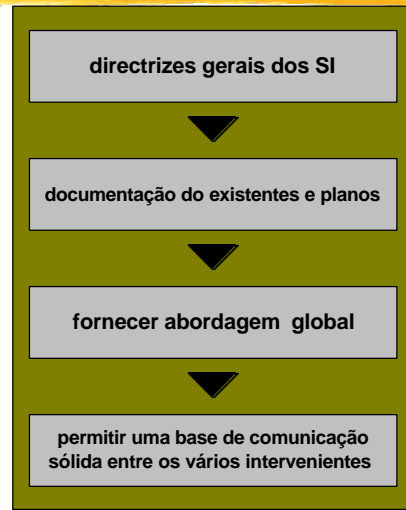 directrizes gerais dos SI
documentação do existentes e planos
fornecer abordagem global
permitir uma base de comunicação
sólida entre os vários intervenientes